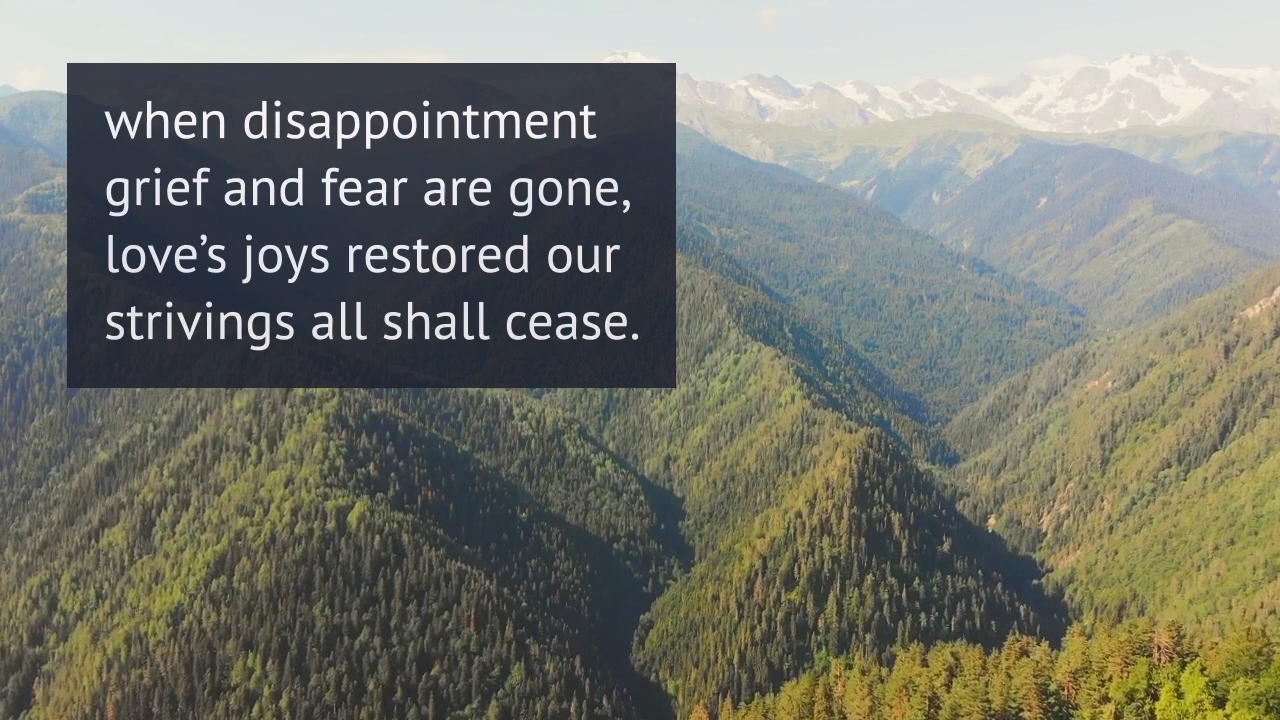 when disappointment
grief and fear are gone,
love’s joys restored our
strivings all shall cease.